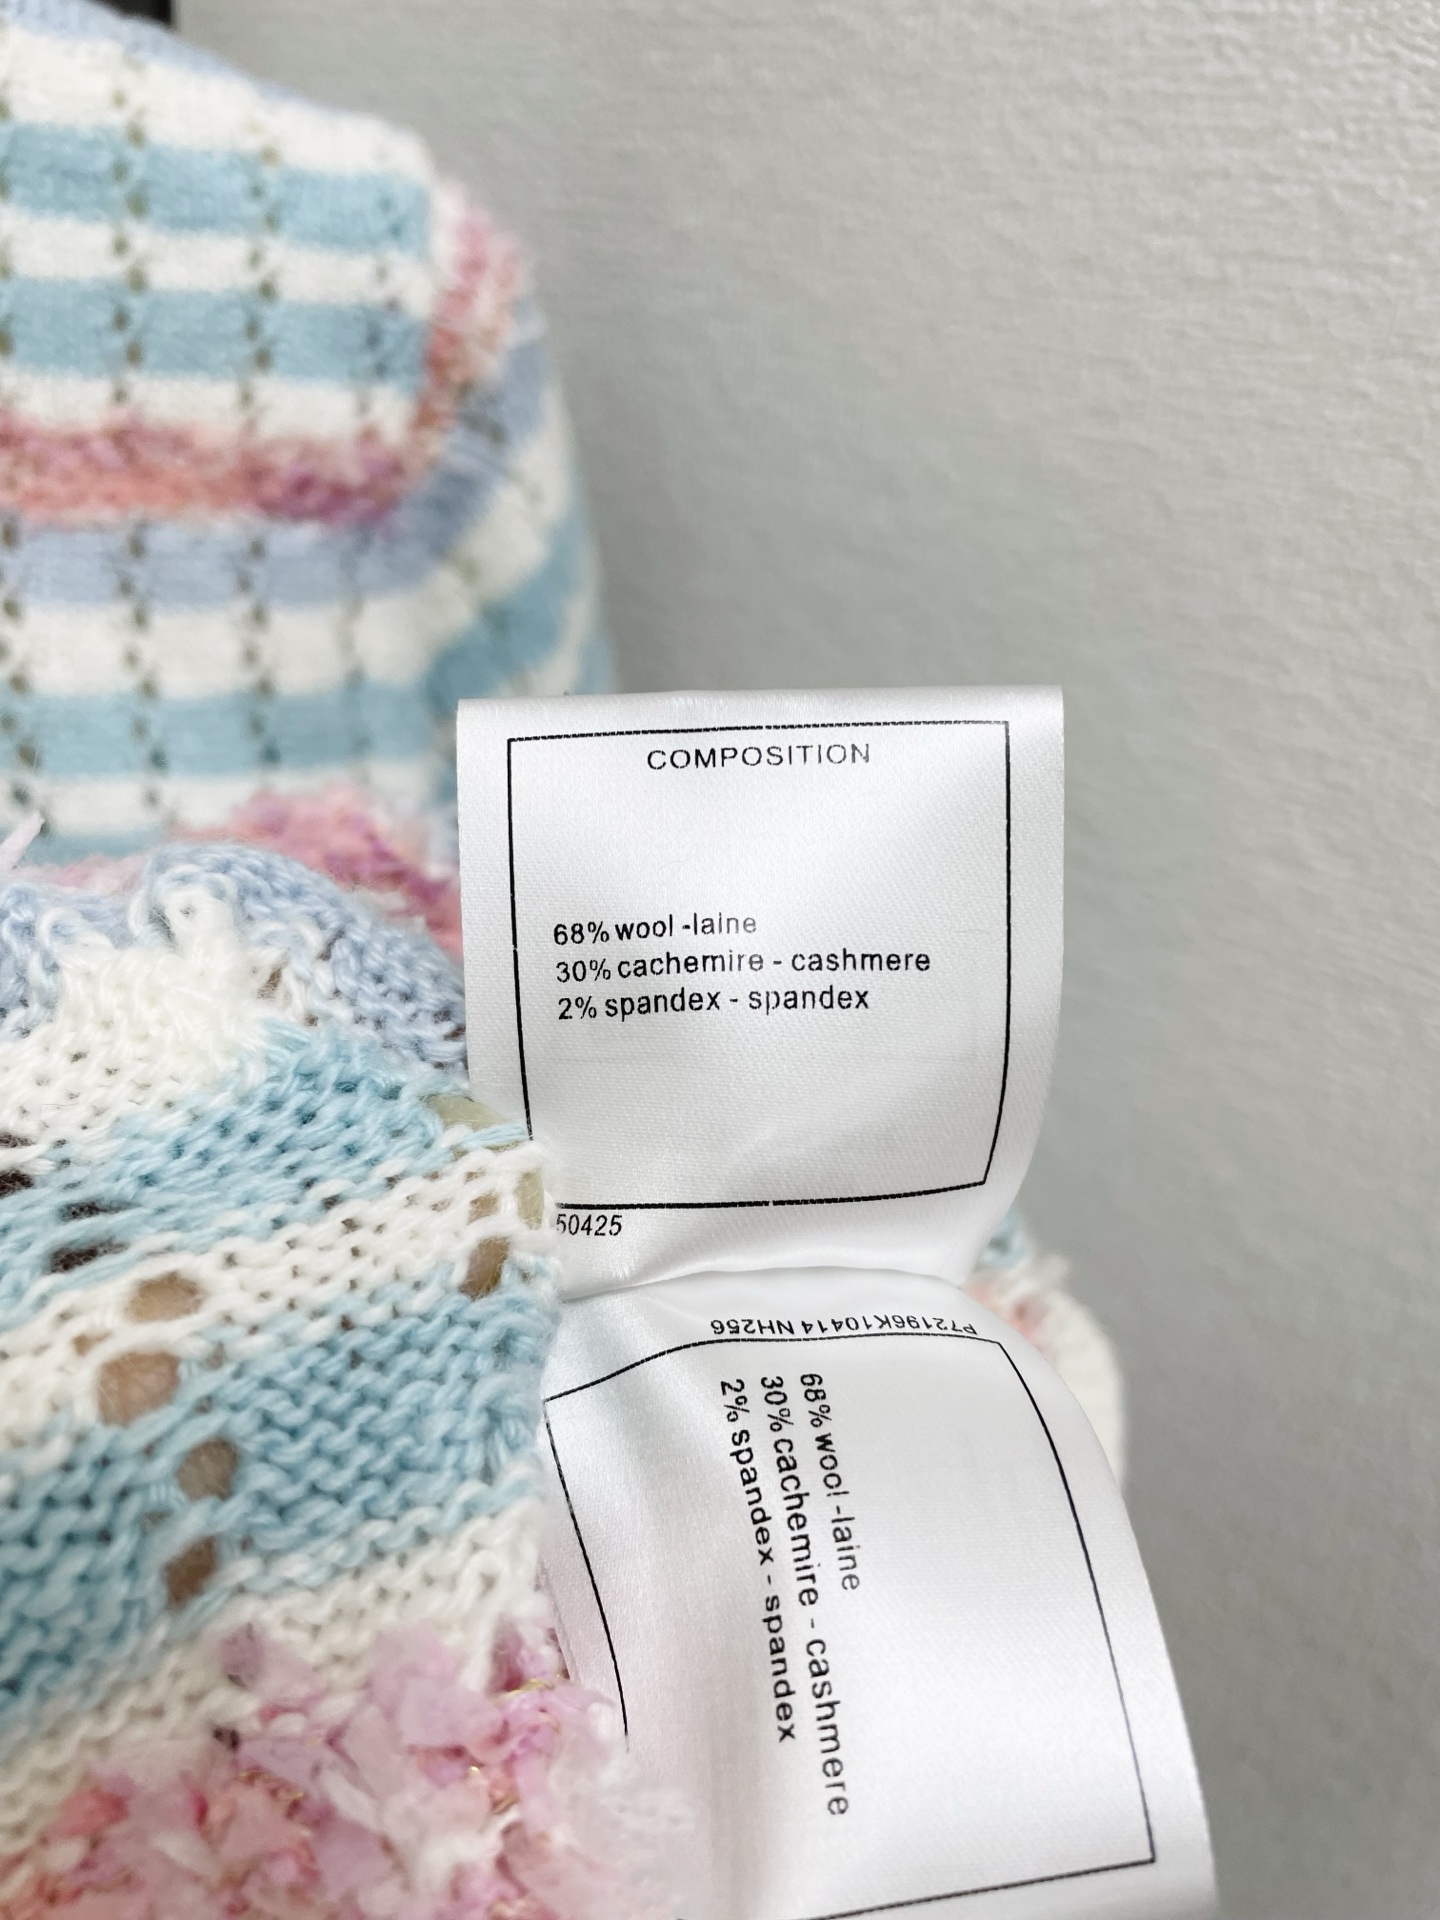 COMPOSITION
68% wool -laine
30% cachemire - cashmere
2% spandex - spandex
50425
P72196K10414 NH256
68% wool -laine
30% cachemire - cashmere
2% spandex - spandex